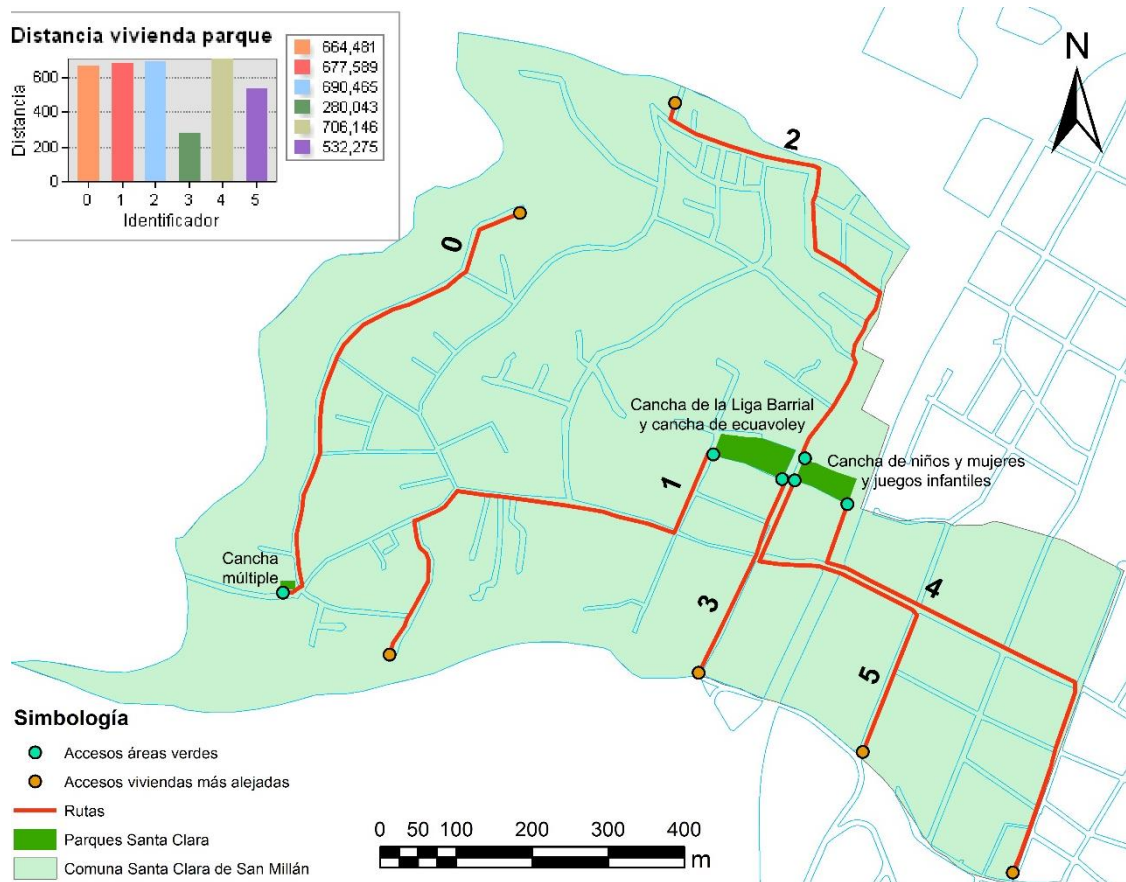 Distancia vivienda parque
Distancia
600
400
200
0
0 1 2 3 4 5
Identificador
664,481
677,589
690,465
280,043
706,146
532,275
N
2
0
Cancha de la Liga Barrial
y cancha de ecuavoley
Cancha de niños y mujeres
y juegos infantiles
1
Cancha
múltiple
3
4
5
Simbología
Accesos áreas verdes
Accesos viviendas más alejadas
Rutas
Parques Santa Clara
Comuna Santa Clara de San Millán
0 50 100 200 300 400
m